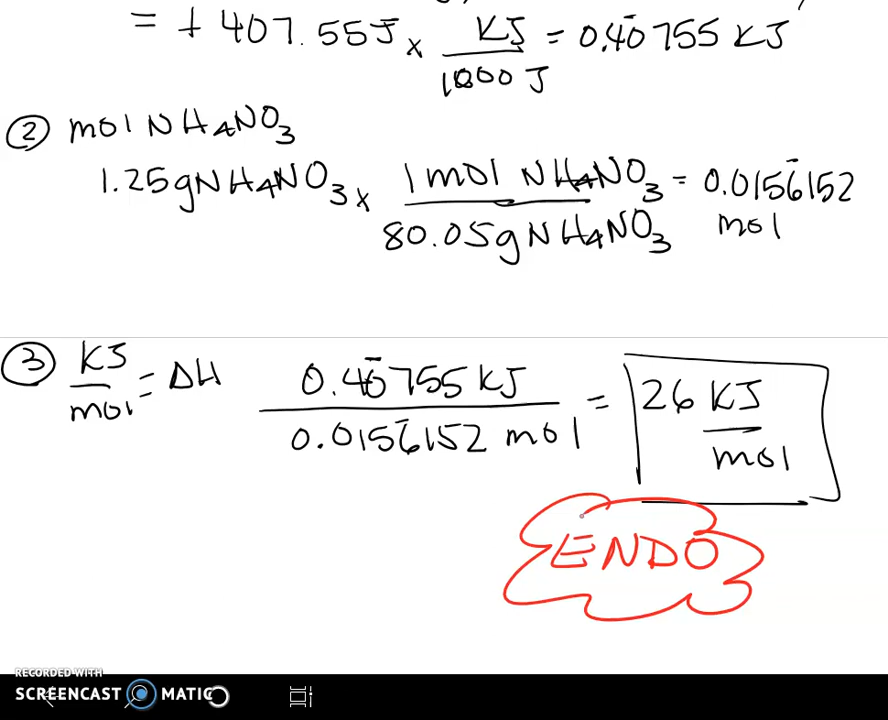 = + 407.55J x KJ / 1000 J = 0.40755 KJ
② mol NH4NO3
1.25g NH4NO3 x 1 mol NH4NO3 / 80.05g NH4NO3 = 0.0156152 mol
③ KJ / mol = ΔH 0.40755 KJ / 0.0156152 mol = 26 KJ / mol
ENDO
RECORDED WITH
SCREENCAST MATIC